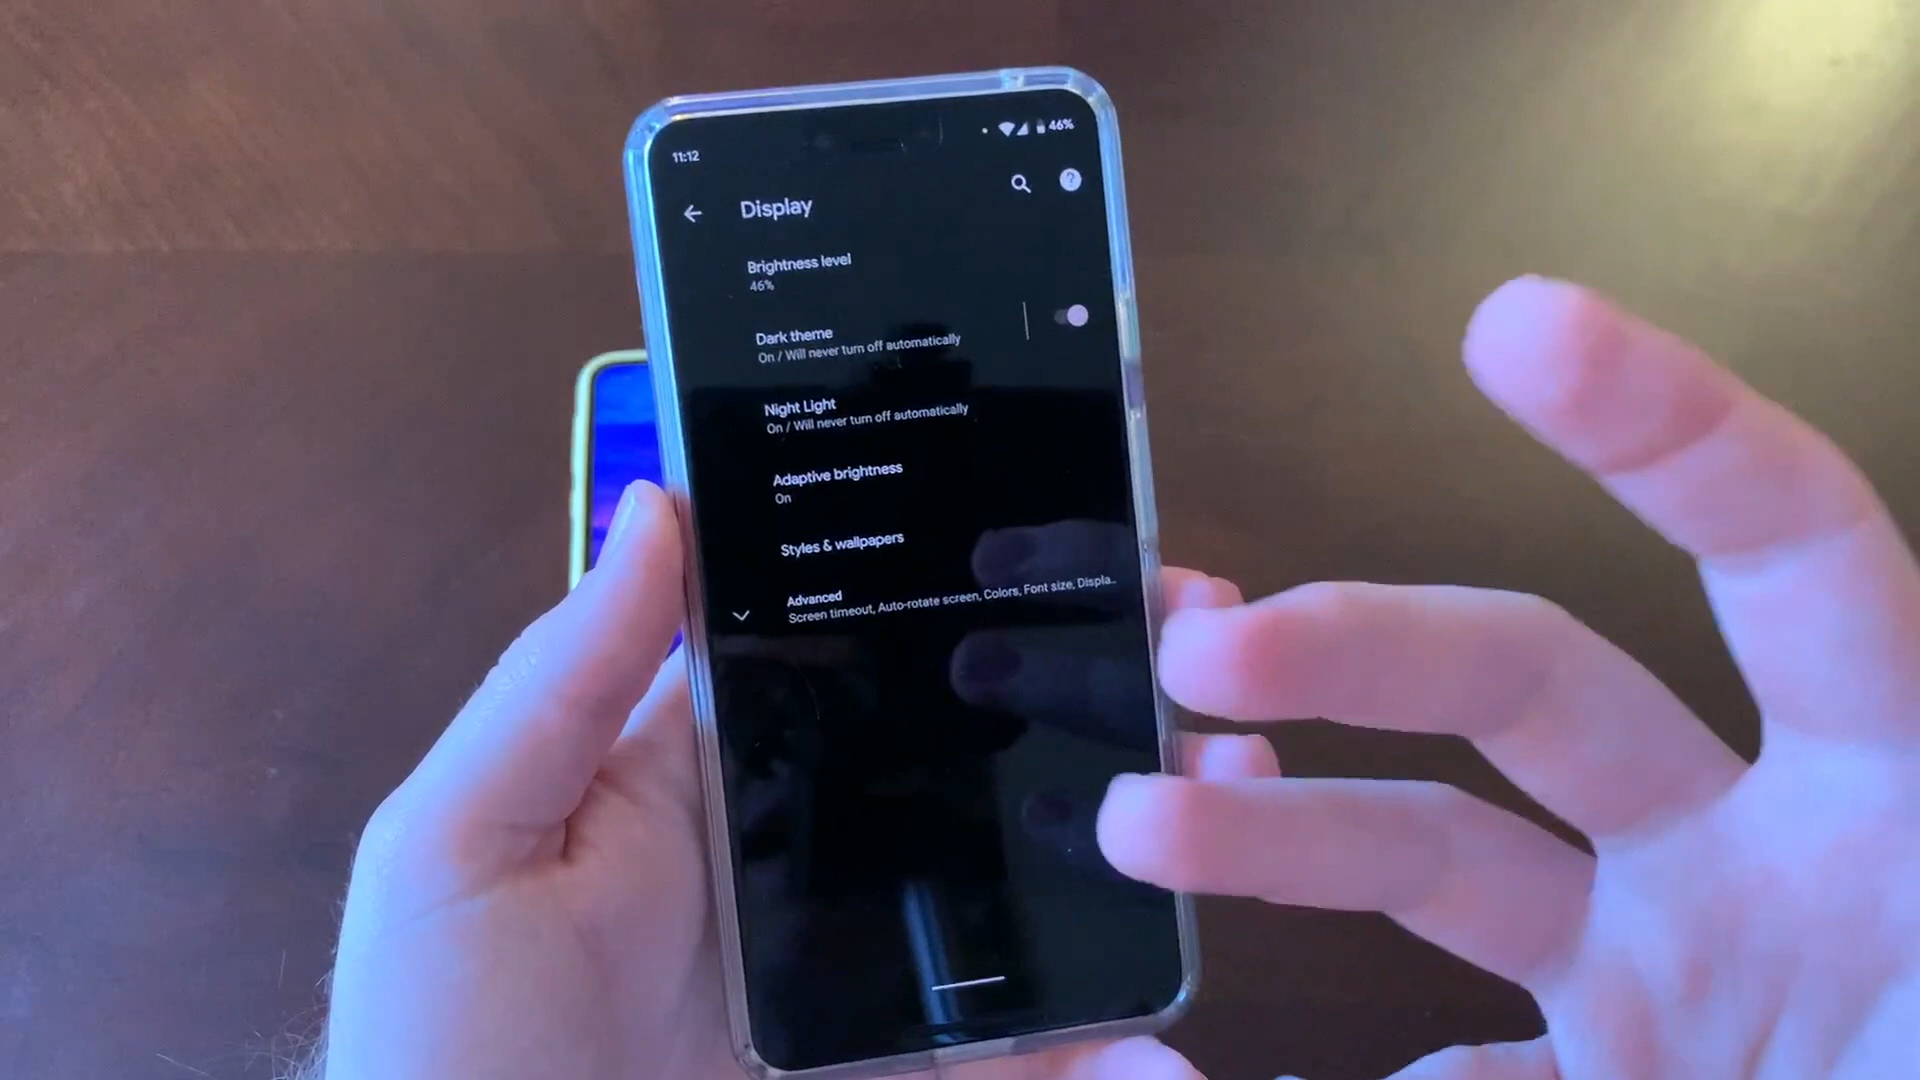 11:12
46%
?
Display
Brightness level
46%
Dark theme
On / Will never turn off automatically
Night Light
On / Will never turn off automatically
Adaptive brightness
On
Styles & wallpapers
Advanced
Screen timeout, Auto-rotate screen, Colors, Font size, Displa..